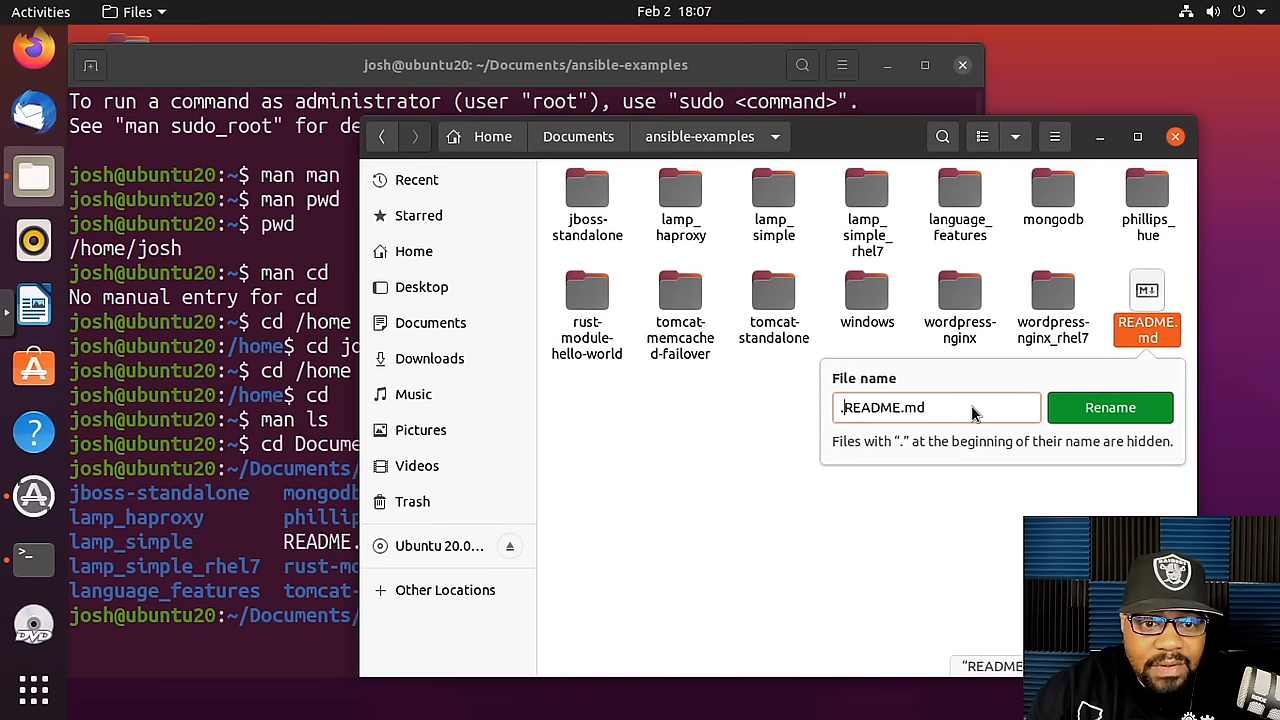 Activities
Files
Feb 2 18:07
josh@ubuntu20: ~/Documents/ansible-examples
To run a command as administrator (user "root"), use "sudo <command>".
See "man sudo_root" for de
josh@ubuntu20:~$ man man
josh@ubuntu20:~$ man pwd
josh@ubuntu20:~$ pwd
/home/josh
josh@ubuntu20:~$ man cd
No manual entry for cd
josh@ubuntu20:~$ cd /home
josh@ubuntu20:/home$ cd jo
josh@ubuntu20:~$ cd /home
josh@ubuntu20:/home$ cd
josh@ubuntu20:~$ man ls
josh@ubuntu20:~$ cd Docume
josh@ubuntu20:~/Documents/
jboss-standalone mongodb
lamp_haproxy phillip
lamp_simple README.
lamp_simple_rhel7 rust-mo
language_features tomcat-
josh@ubuntu20:~/Documents/
Home
Documents
ansible-examples
Recent
Starred
Home
Desktop
Documents
Downloads
Music
Pictures
Videos
Trash
Ubuntu 20.0...
Other Locations
jboss-
standalone
lamp_
haproxy
lamp_
simple
lamp_
simple_
rhel7
language_
features
mongodb
phillips_
hue
rust-
module-
hello-world
tomcat-
memcache
d-failover
tomcat-
standalone
windows
wordpress-
nginx
wordpress-
nginx_rhel7
README.
md
File name
.README.md
Rename
Files with “.” at the beginning of their name are hidden.
“README
RAIDERS
RODE